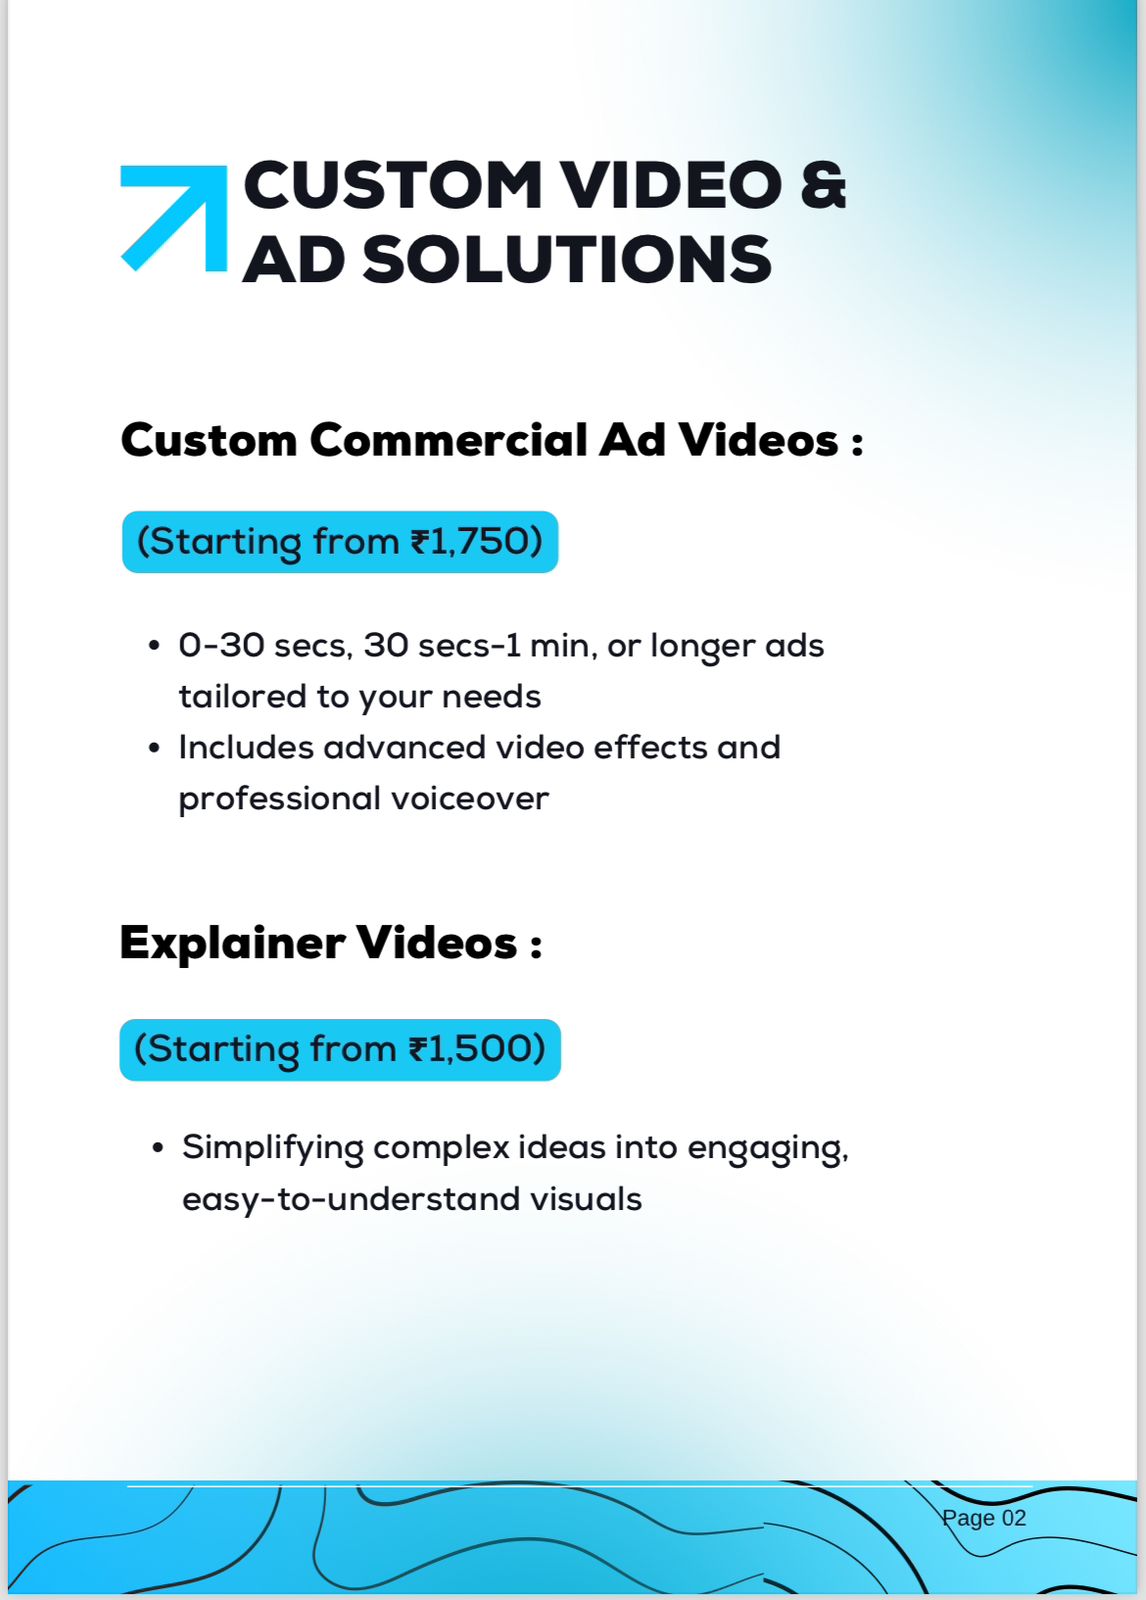 CUSTOM VIDEO &
AD SOLUTIONS
Custom Commercial Ad Videos :
(Starting from ₹1,750)
• 0-30 secs, 30 secs-1 min, or longer ads
tailored to your needs
• Includes advanced video effects and
professional voiceover
Explainer Videos :
(Starting from ₹1,500)
• Simplifying complex ideas into engaging,
easy-to-understand visuals
Page 02